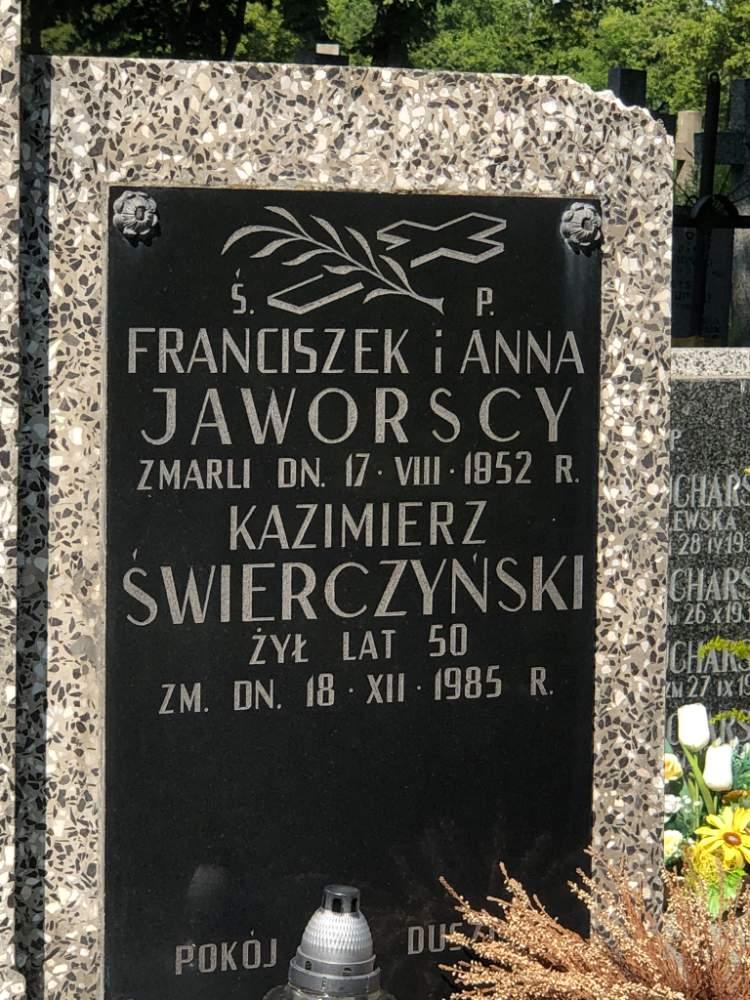 Ś. P.
FRANCISZEK i ANNA
JAWORSCY
ZMARLI DN. 17 · VIII · 1952 R.
KAZIMIERZ
ŚWIERCZYŃSKI
ŻYŁ LAT 50
ZM. DN. 18 · XII · 1985 R.
POKÓJ